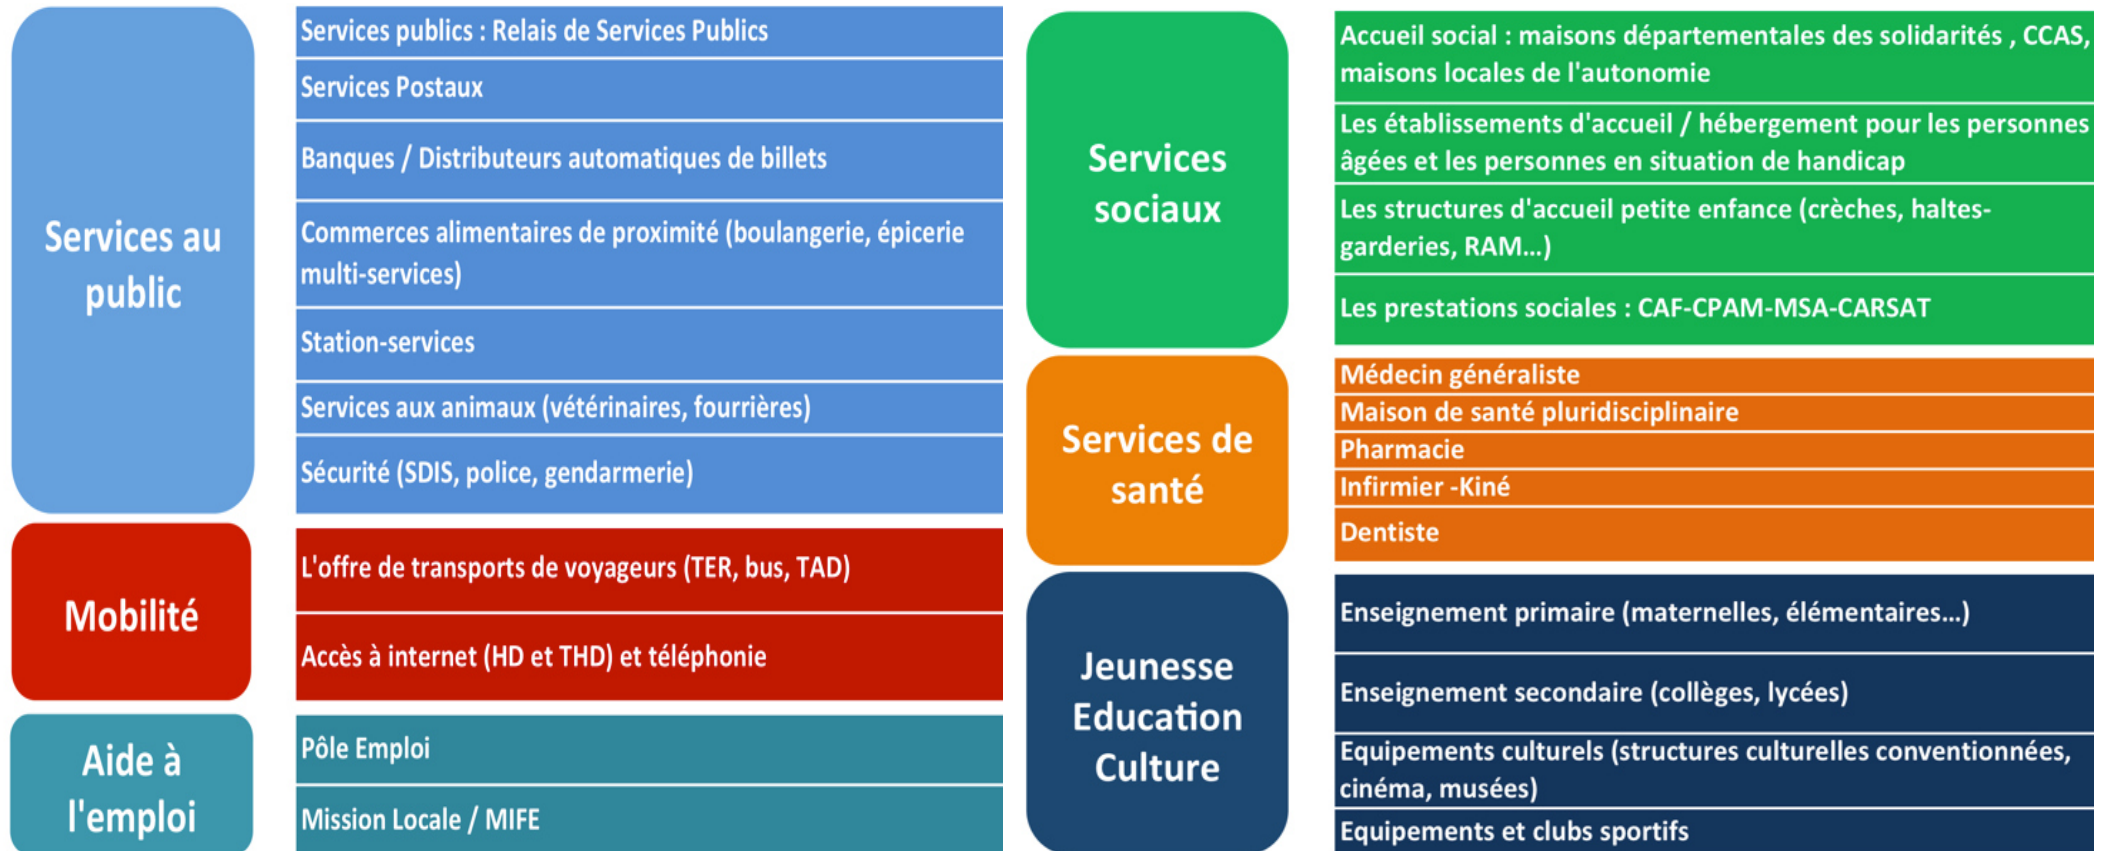 Services au
public
Services publics : Relais de Services Publics
Services Postaux
Banques / Distributeurs automatiques de billets
Commerces alimentaires de proximité (boulangerie, épicerie
multi-services)
Station-services
Services aux animaux (vétérinaires, fourrières)
Sécurité (SDIS, police, gendarmerie)
Mobilité
L'offre de transports de voyageurs (TER, bus, TAD)
Accès à internet (HD et THD) et téléphonie
Aide à
l'emploi
Pôle Emploi
Mission Locale / MIFE
Services
sociaux
Accueil social : maisons départementales des solidarités , CCAS,
maisons locales de l'autonomie
Les établissements d'accueil / hébergement pour les personnes
âgées et les personnes en situation de handicap
Les structures d'accueil petite enfance (crèches, haltes-
garderies, RAM...)
Les prestations sociales : CAF-CPAM-MSA-CARSAT
Services de
santé
Médecin généraliste
Maison de santé pluridisciplinaire
Pharmacie
Infirmier -Kiné
Dentiste
Jeunesse
Education
Culture
Enseignement primaire (maternelles, élémentaires...)
Enseignement secondaire (collèges, lycées)
Equipements culturels (structures culturelles conventionnées,
cinéma, musées)
Equipements et clubs sportifs